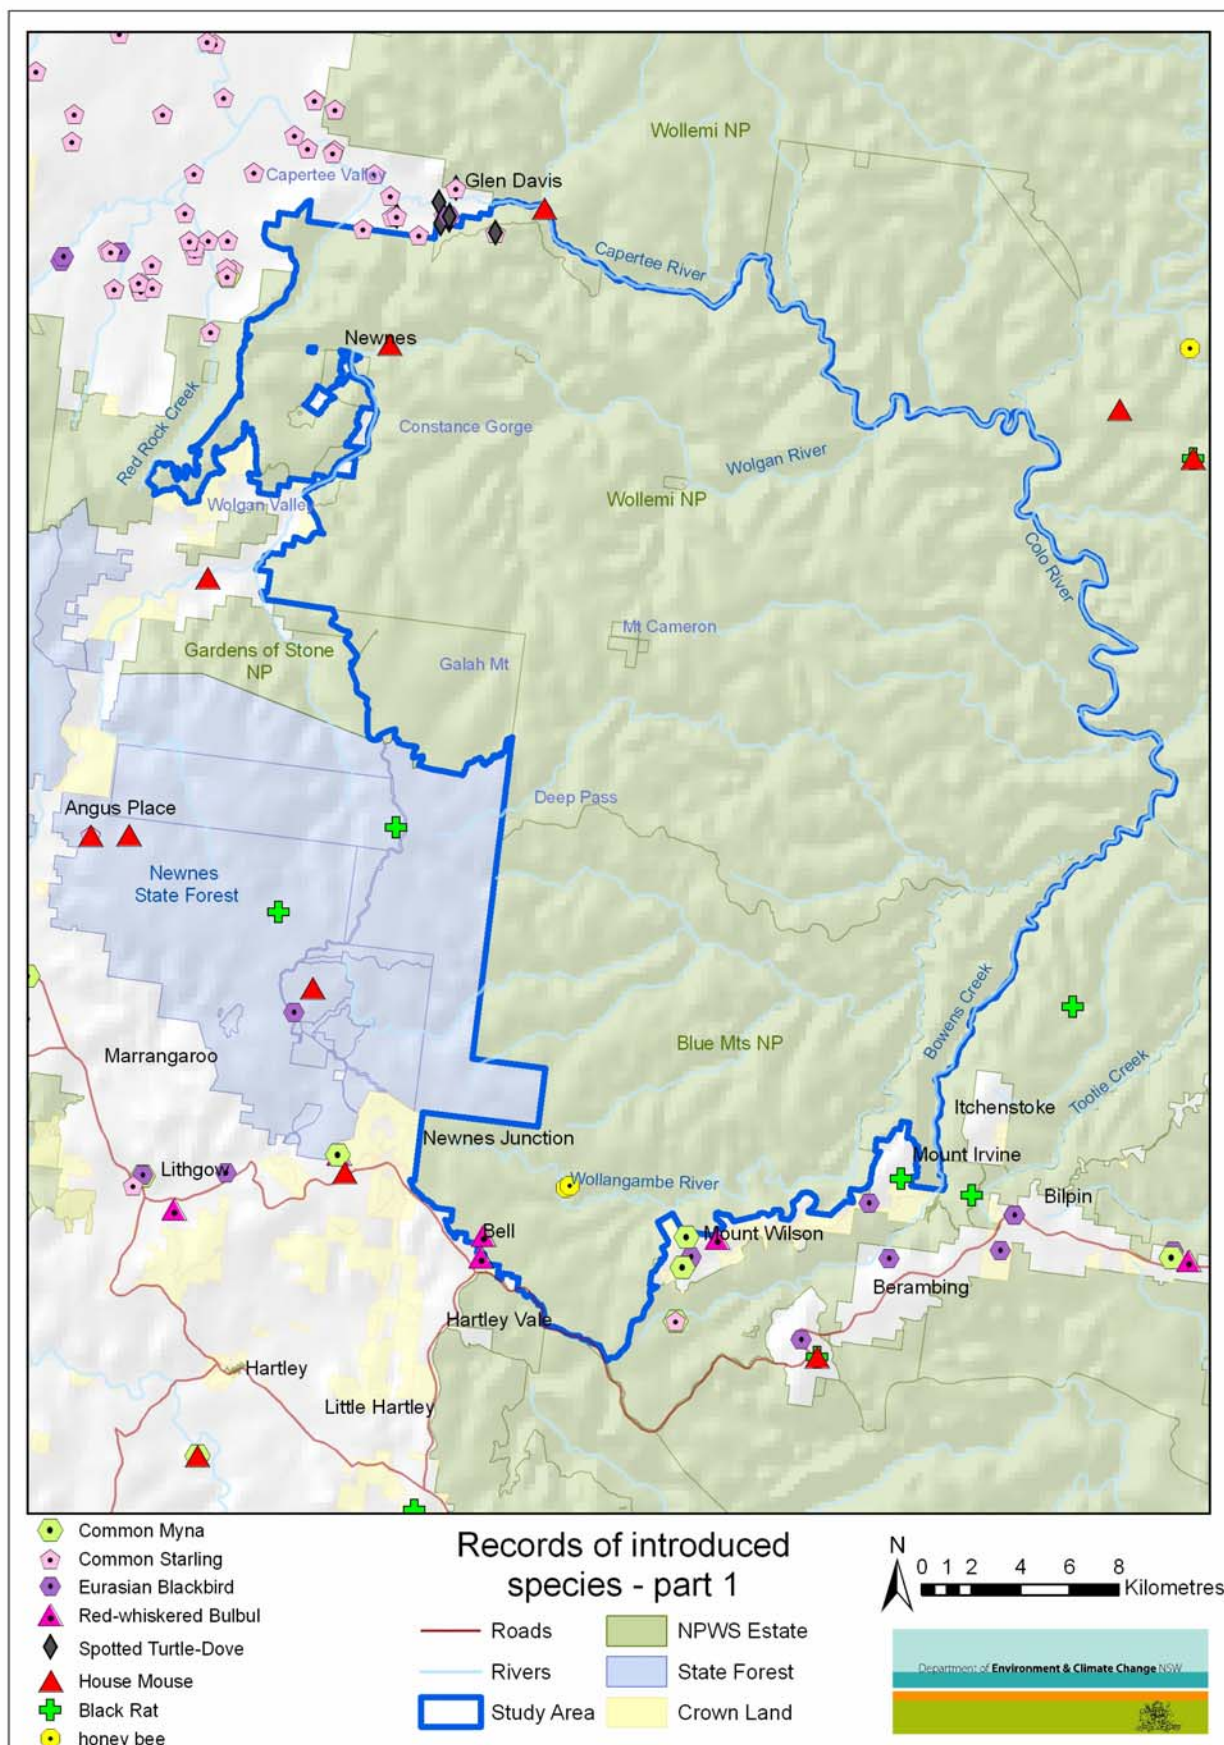 Wollemi NP
Capertee Valley
Glen Davis
Capertee River
Newnes
Red Rock Creek
Constance Gorge
Wolgan River
Wollemi NP
Wolgan Valley
Colo River
Mt Cameron
Gardens of Stone
NP
Galah Mt
Deep Pass
Angus Place
Newnes
State Forest
Bowens Creek
Blue Mts NP
Marrangaroo
Itchenstoke
Tootie Creek
Newnes Junction
Mount Irvine
Lithgow
Wollangambe River
Bilpin
Bell
Mount Wilson
Berambing
Hartley Vale
Hartley
Little Hartley
Common Myna
Common Starling
Eurasian Blackbird
Red-whiskered Bulbul
Spotted Turtle-Dove
House Mouse
Black Rat
honey bee
Records of introduced
species - part 1
Roads
Rivers
Study Area
NPWS Estate
State Forest
Crown Land
N
0 1 2 4 6 8
Kilometres
Department of Environment & Climate Change NSW